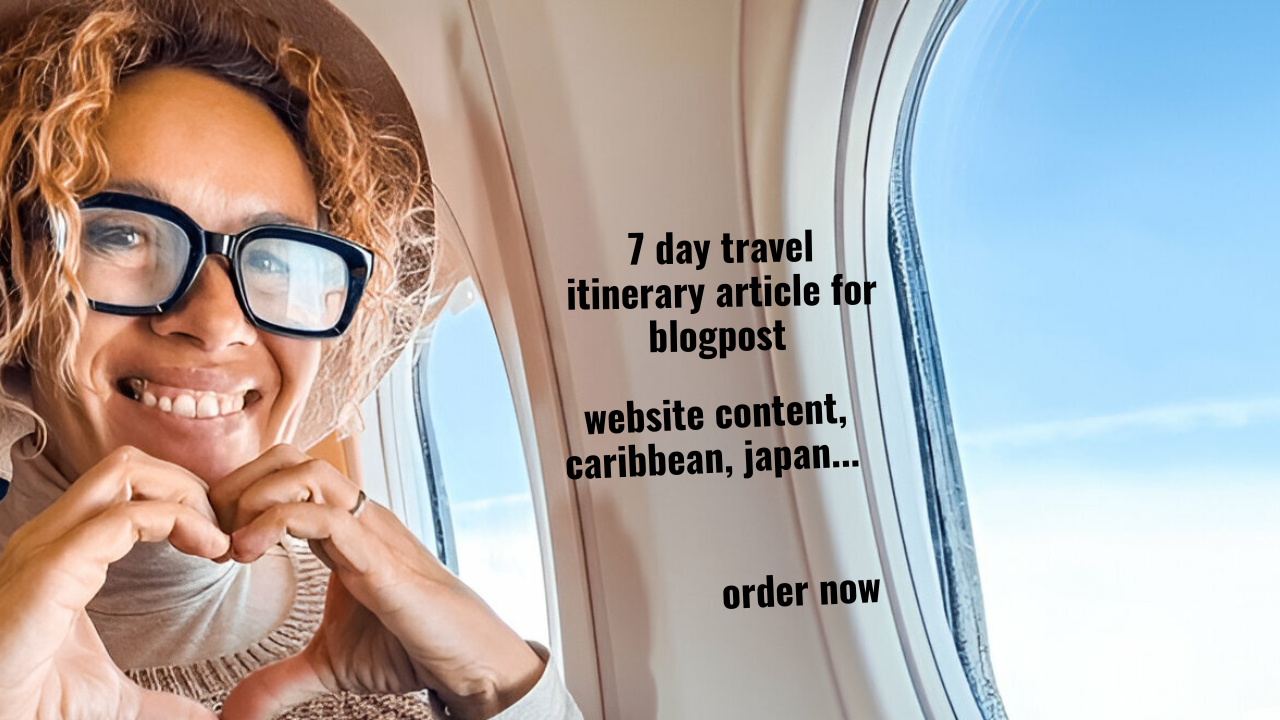 7 day travel
itinerary article for
blogpost
website content,
caribbean, japan...
order now